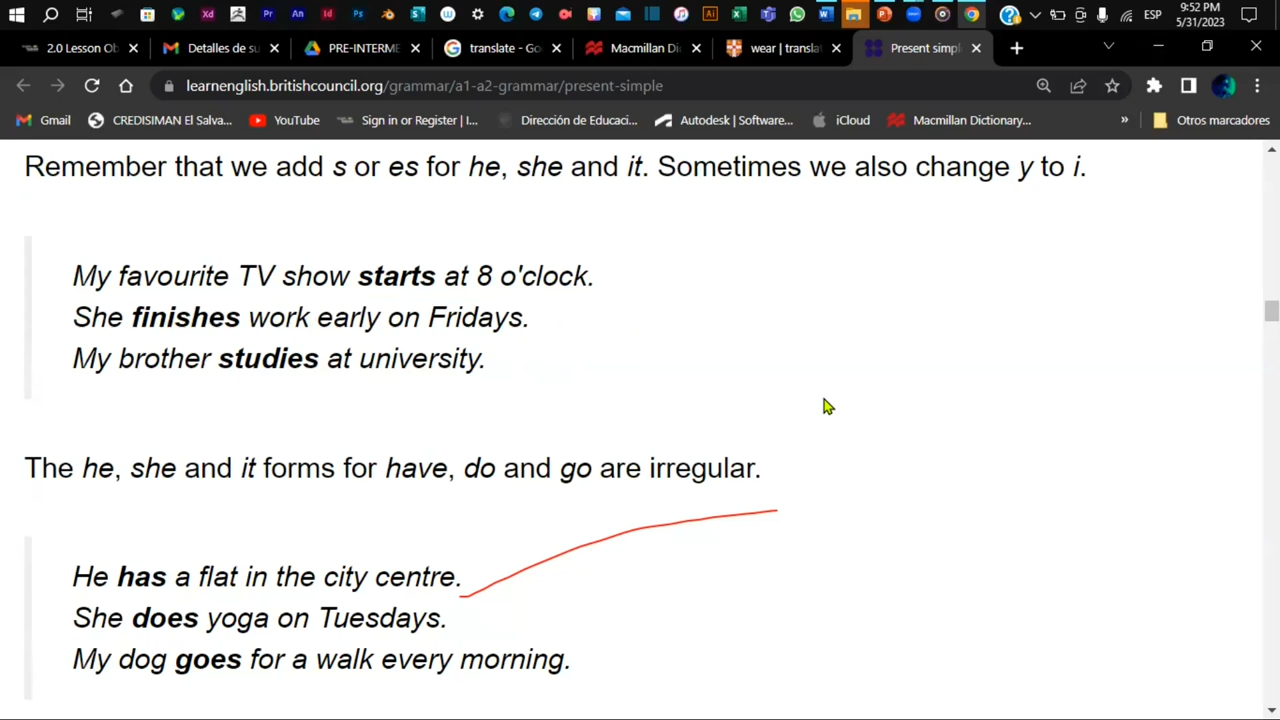 9:52 PM
ESP
5/31/2023
2.0 Lesson Ob
Detalles de su
PRE-INTERME
translate - Go
Macmillan Di
wear | transla
Present simpl
learnenglish.britishcouncil.org/grammar/a1-a2-grammar/present-simple
Gmail
CREDISIMAN El Salva...
YouTube
Sign in or Register | I...
Dirección de Educaci...
Autodesk | Software...
iCloud
Macmillan Dictionary...
»
Otros marcadores
Remember that we add s or es for he, she and it. Sometimes we also change y to i.
My favourite TV show starts at 8 o'clock.
She finishes work early on Fridays.
My brother studies at university.
The he, she and it forms for have, do and go are irregular.
He has a flat in the city centre.
She does yoga on Tuesdays.
My dog goes for a walk every morning.